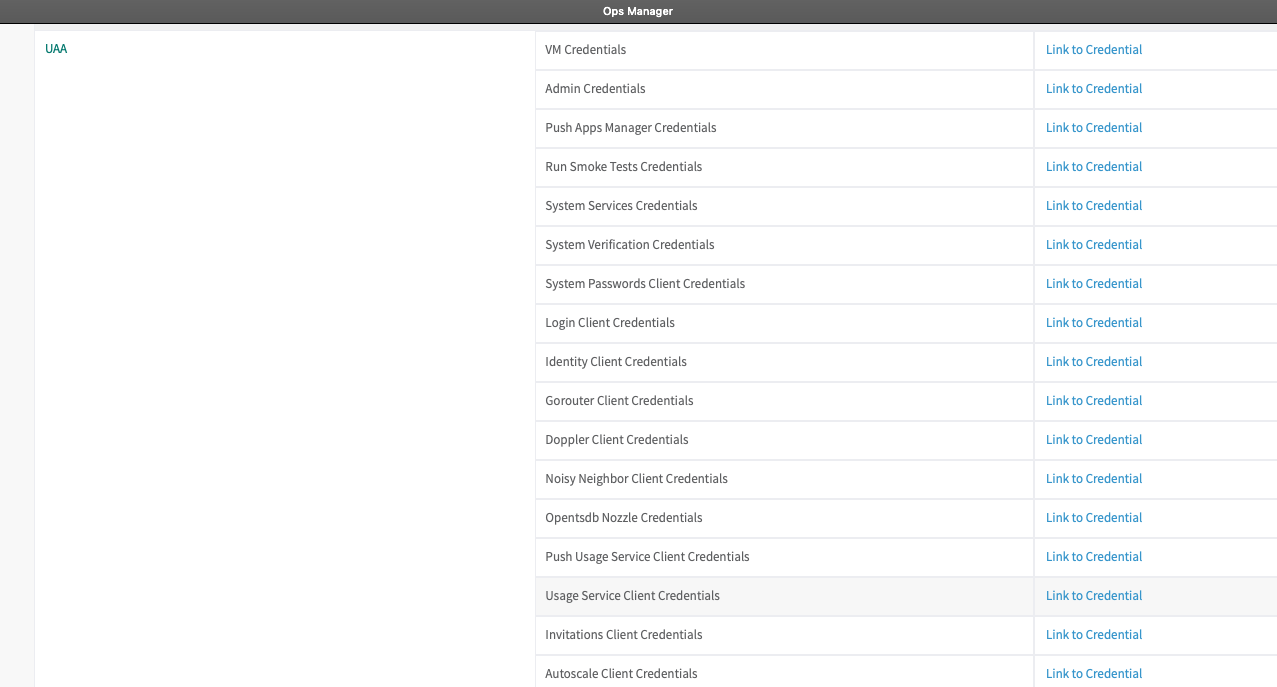 Ops Manager
UAA
VM Credentials Link to Credential
Admin Credentials Link to Credential
Push Apps Manager Credentials Link to Credential
Run Smoke Tests Credentials Link to Credential
System Services Credentials Link to Credential
System Verification Credentials Link to Credential
System Passwords Client Credentials Link to Credential
Login Client Credentials Link to Credential
Identity Client Credentials Link to Credential
Gorouter Client Credentials Link to Credential
Doppler Client Credentials Link to Credential
Noisy Neighbor Client Credentials Link to Credential
Opentsdb Nozzle Credentials Link to Credential
Push Usage Service Client Credentials Link to Credential
Usage Service Client Credentials Link to Credential
Invitations Client Credentials Link to Credential
Autoscale Client Credentials Link to Credential